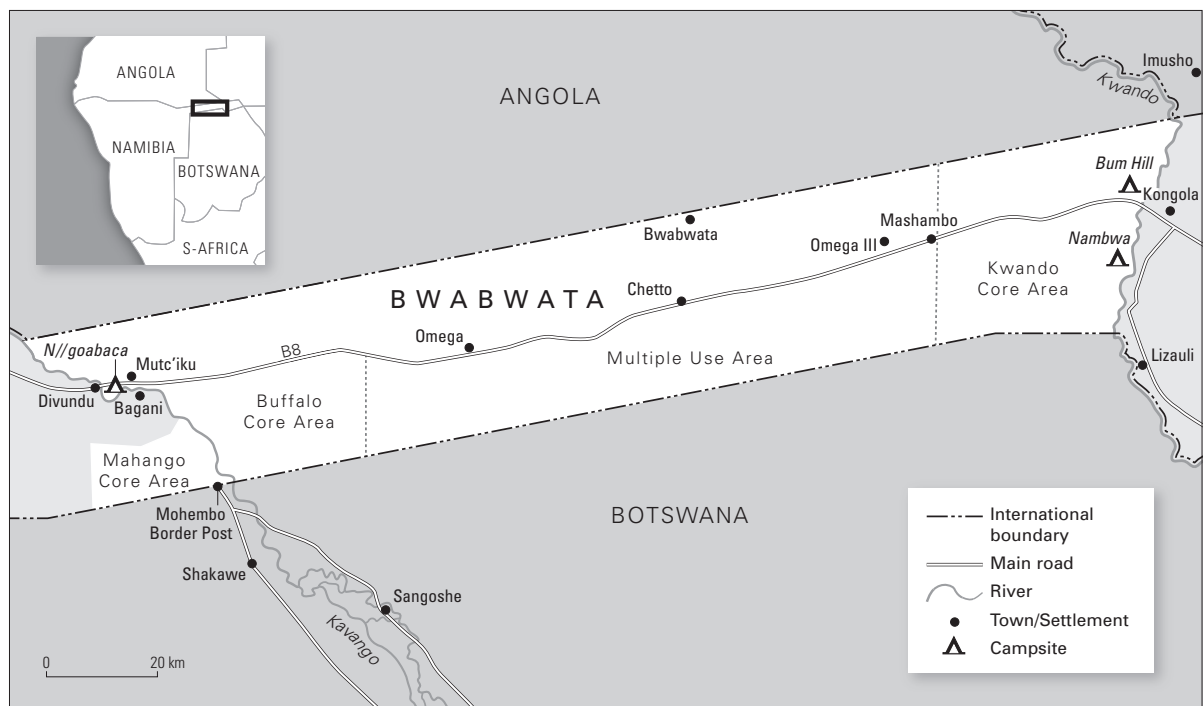 ANGOLA
NAMIBIA
BOTSWANA
S-AFRICA
ANGOLA
Imusho
Kwando
Bum Hill
Kongola
Bwabwata
Mashambo
Omega III
Nambwa
Kwando
Core Area
BWABWATA
Chetto
Omega
B8
Multiple Use Area
N//goabaca
Mutc'iku
Divundu
Bagani
Buffalo
Core Area
Lizauli
Mahango
Core Area
Mohembo
Border Post
BOTSWANA
Shakawe
Sangoshe
Kavango
0 20 km
International
boundary
Main road
River
Town/Settlement
Campsite